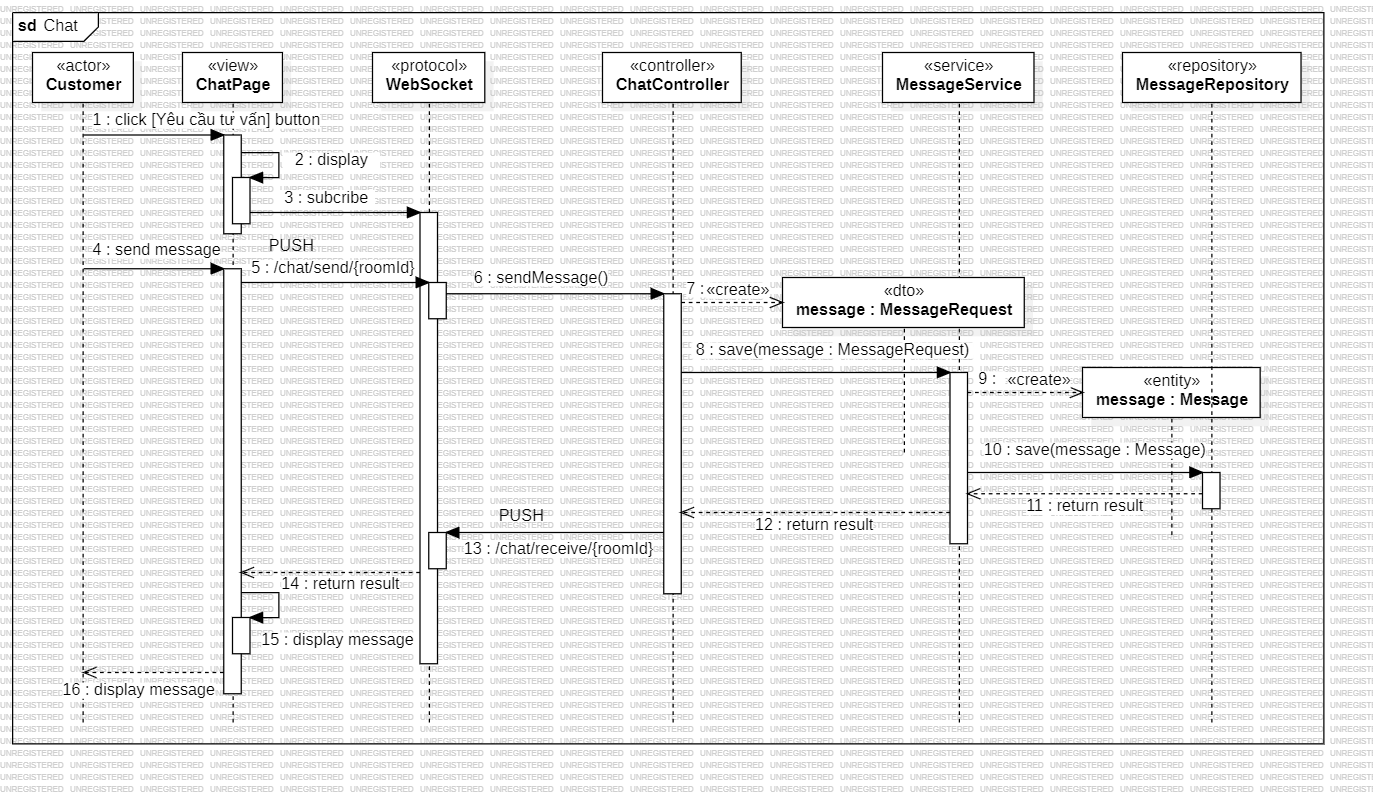 sd Chat
«actor»
Customer
«view»
ChatPage
«protocol»
WebSocket
«controller»
ChatController
«service»
MessageService
«repository»
MessageRepository
1 : click [Yêu cầu tư vấn] button
2 : display
3 : subcribe
4 : send message
PUSH
5 : /chat/send/{roomId}
6 : sendMessage()
7 : «create»
«dto»
message : MessageRequest
8 : save(message : MessageRequest)
9 : «create»
«entity»
message : Message
10 : save(message : Message)
11 : return result
12 : return result
PUSH
13 : /chat/receive/{roomId}
14 : return result
15 : display message
16 : display message
UNREGISTERED